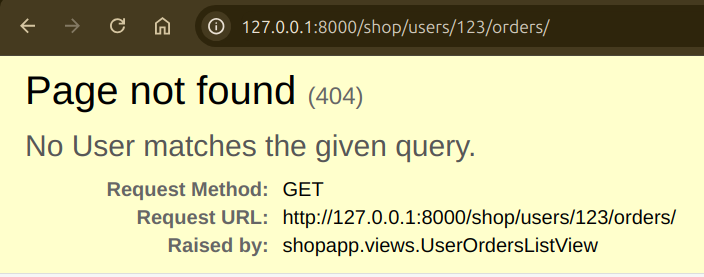 127.0.0.1:8000/shop/users/123/orders/
Page not found (404)
No User matches the given query.
Request Method: GET
Request URL: http://127.0.0.1:8000/shop/users/123/orders/
Raised by: shopapp.views.UserOrdersListView